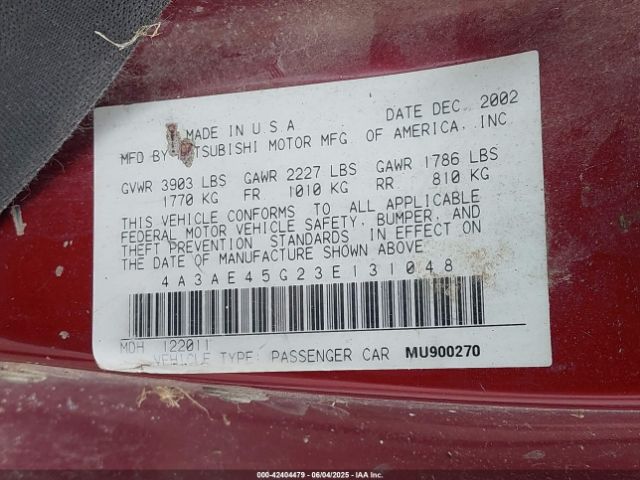 MADE IN U.S.A DATE DEC. 2002
MFD BY MITSUBISHI MOTOR MFG. OF AMERICA, INC
GVWR 3903 LBS GAWR 2227 LBS GAWR 1786 LBS
1770 KG FR 1010 KG RR 810 KG
THIS VEHICLE CONFORMS TO ALL APPLICABLE
FEDERAL MOTOR VEHICLE SAFETY, BUMPER, AND
THEFT PREVENTION STANDARDS IN EFFECT ON
THE DATE OF MANUFACTURE SHOWN ABOVE.
4A3AE45G23E131048
MDH 122011
VEHICLE TYPE: PASSENGER CAR MU900270
000-42404479 - 06/04/2025 - IAAI.COM